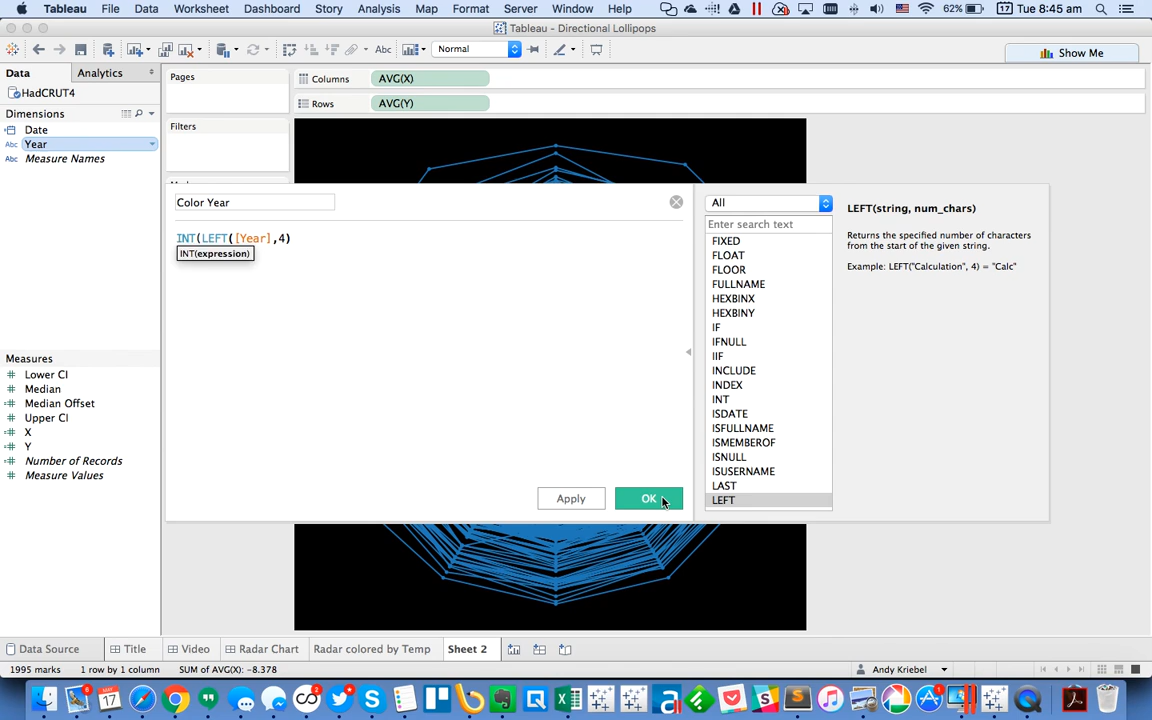 Tableau File Data Worksheet Dashboard Story Analysis Map Format Server Window Help 62% 17 Tue 8:45 am
Tableau - Directional Lollipops
Abc Normal Show Me
Data Analytics Pages Columns AVG(X)
HadCRUT4
Dimensions Rows AVG(Y)
Date Filters
Abc Year
Abc Measure Names
Color Year All LEFT(string, num_chars)
Enter search text
INT(LEFT([Year],4) FIXED Returns the specified number of characters
from the start of the given string.
INT(expression) FLOAT
FLOOR Example: LEFT("Calculation", 4) = "Calc"
FULLNAME
HEXBINX
HEXBINY
IF
IFNULL
Measures IIF
Lower CI INCLUDE
Median INDEX
Median Offset INT
Upper CI ISDATE
X ISFULLNAME
Y ISMEMBEROF
Number of Records ISNULL
Measure Values ISUSERNAME
LAST
Apply OK LEFT
Data Source Title Video Radar Chart Radar colored by Temp Sheet 2
1995 marks 1 row by 1 column SUM of AVG(X): -8.378 Andy Kriebel